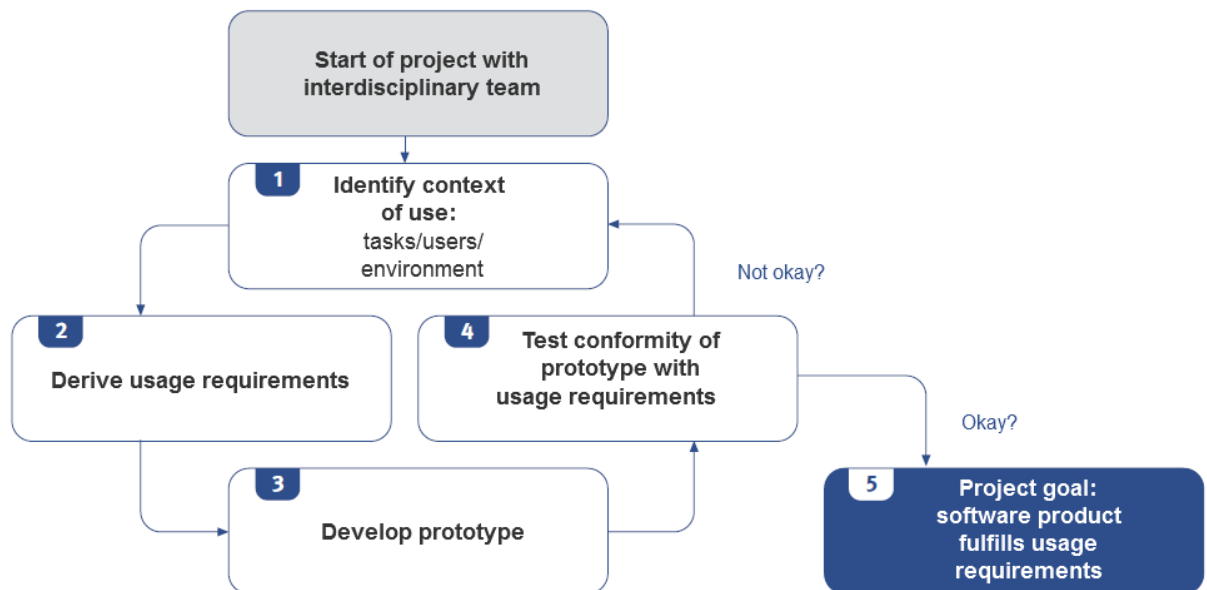 Start of project with
interdisciplinary team
1
Identify context
of use:
tasks/users/
environment
Not okay?
2
Derive usage requirements
4
Test conformity of
prototype with
usage requirements
Okay?
3
Develop prototype
5
Project goal:
software product
fulfills usage
requirements